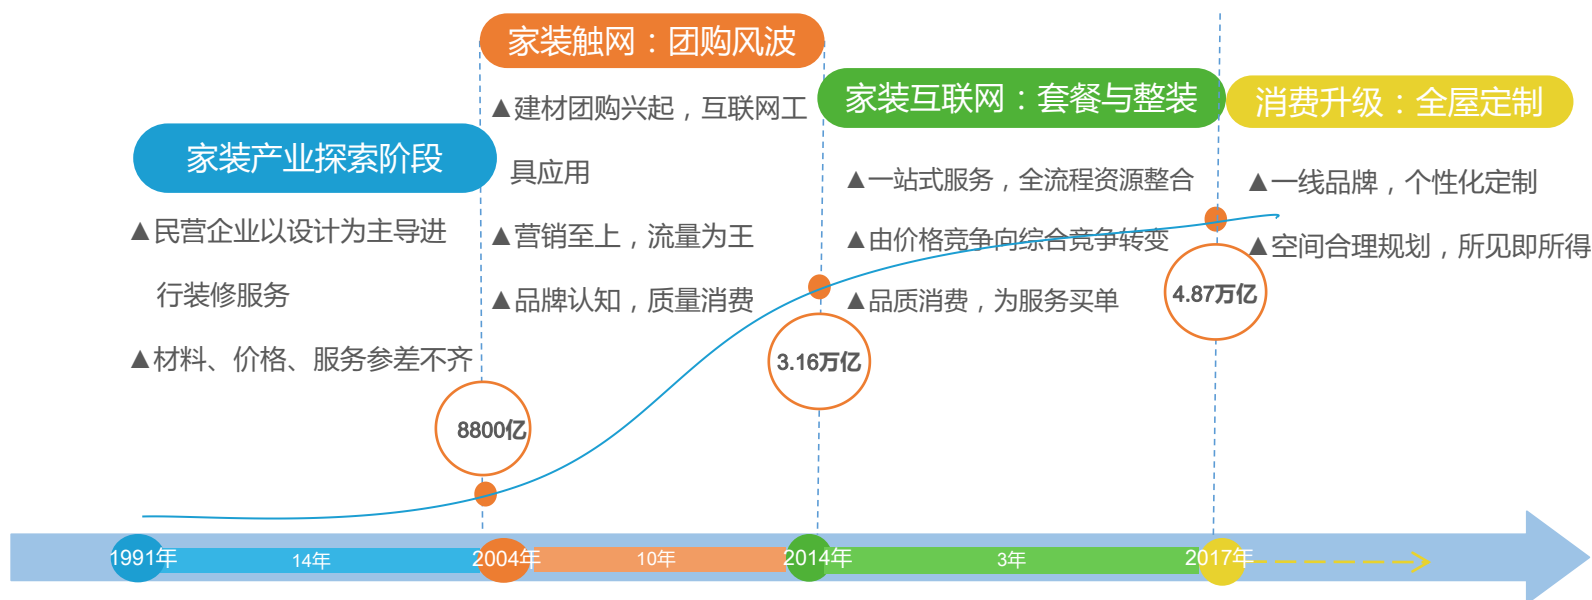 家装产业探索阶段
▲民营企业以设计为主导进
行装修服务
▲材料、价格、服务参差不齐
家装触网：团购风波
▲建材团购兴起，互联网工
具应用
▲营销至上，流量为王
▲品牌认知，质量消费
家装互联网：套餐与整装
▲一站式服务，全流程资源整合
▲由价格竞争向综合竞争转变
▲品质消费，为服务买单
消费升级：全屋定制
▲一线品牌，个性化定制
▲空间合理规划，所见即所得
8800亿
3.16万亿
4.87万亿
1991年
14年
2004年
10年
2014年
3年
2017年